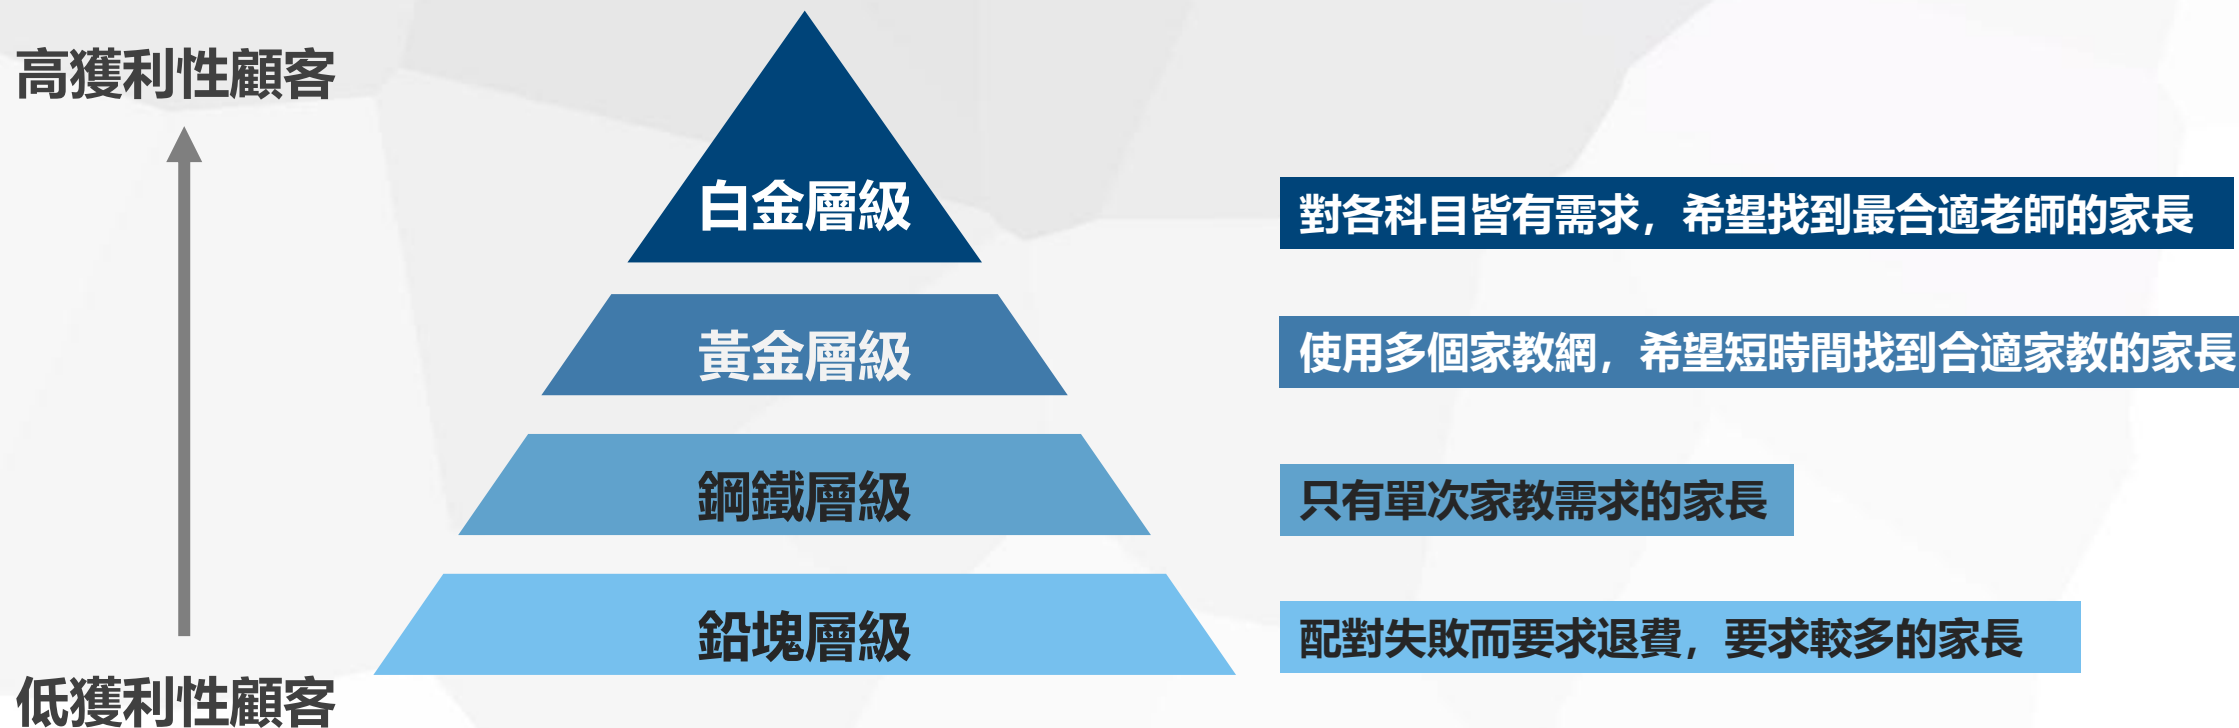 高獲利性顧客
白金層級
對各科目皆有需求，希望找到最合適老師的家長
黃金層級
使用多個家教網，希望短時間找到合適家教的家長
鋼鐵層級
只有單次家教需求的家長
鉛塊層級
配對失敗而要求退費，要求較多的家長
低獲利性顧客